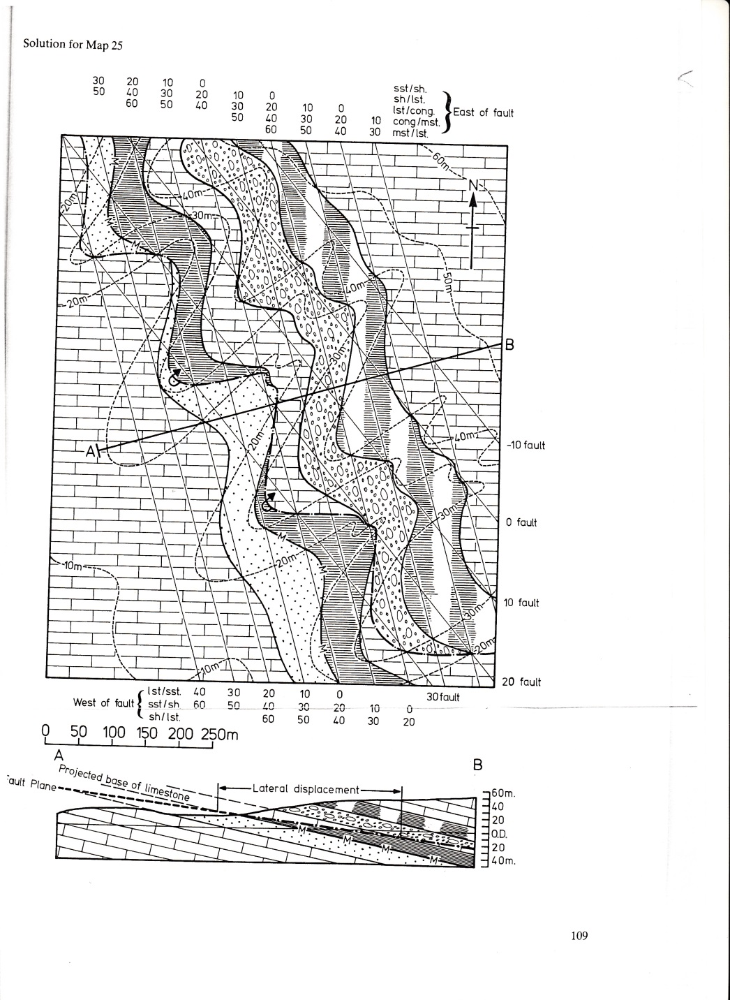 Solution for Map 25
30 20 10 0 sst/sh.
50 40 30 20 10 0 sh/lst.
60 50 40 30 20 10 0 lst/cong. East of fault
50 40 30 20 10 cong/mst.
60 50 40 30 mst/lst.
60m
N
20m
40m
30m
M
50m
20m
40m
B
30m
20m
A
40m
-10 fault
30m
0 fault
M
20m
10m
10 fault
30m
20m
10m
20 fault
30 fault
lst/sst. 40 30 20 10 0
West of fault sst/sh 60 50 40 30 20 10 0
sh/lst. 60 50 40 30 20
0 50 100 150 200 250m
A
B
Projected base of limestone
ault Plane
Lateral displacement
60m.
40
20
O.D.
20
40m.
M M M M
109